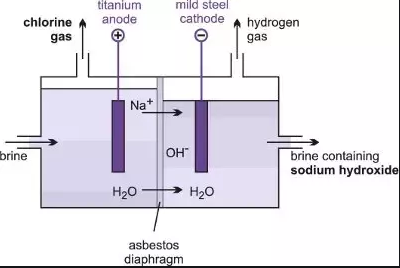 chlorine
gas
titanium
anode
mild steel
cathode
hydrogen
gas
+
−
Na⁺
OH⁻
H₂O
H₂O
brine
brine containing
sodium hydroxide
asbestos
diaphragm